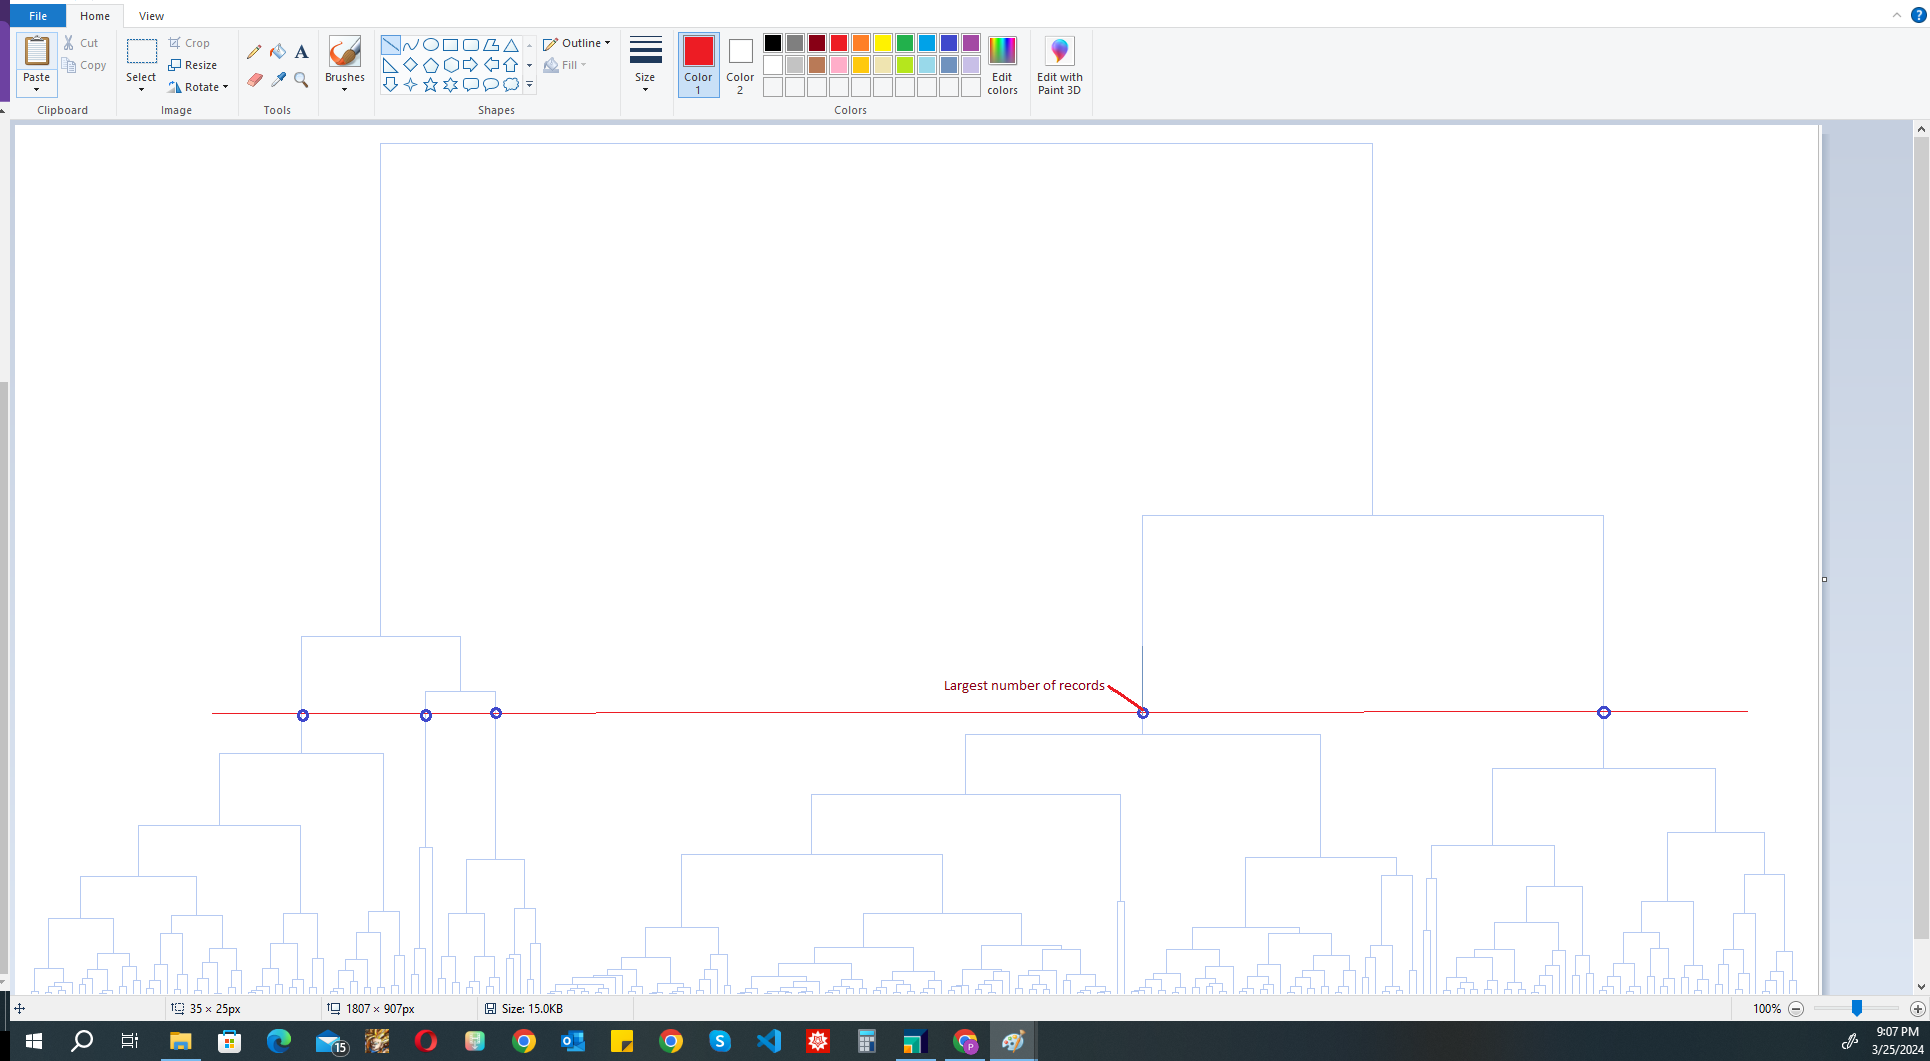 File
Home
View
Paste
Cut
Copy
Clipboard
Select
Crop
Resize
Rotate
Image
A
Tools
Brushes
Shapes
Outline
Fill
Size
Color
1
Color
2
Edit
colors
Colors
Edit with
Paint 3D
?
Largest number of records
35 × 25px
1807 × 907px
Size: 15.0KB
100%
15
P
9:07 PM
3/25/2024